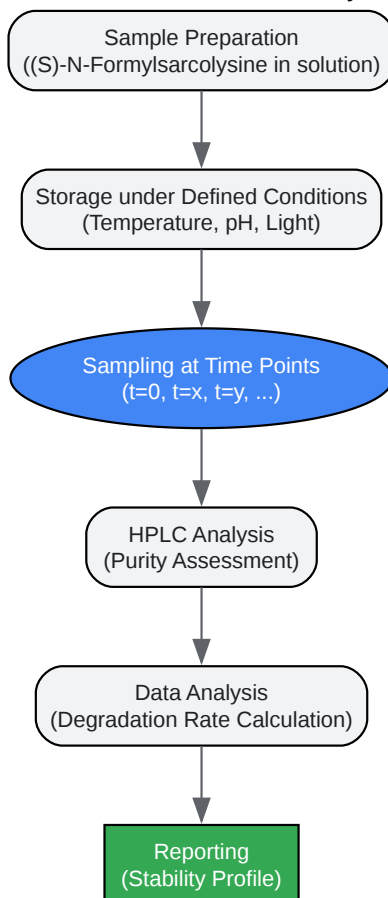 Sample Preparation
((S)-N-Formylsarcolysine in solution)
Storage under Defined Conditions
(Temperature, pH, Light)
Sampling at Time Points
(t=0, t=x, t=y, ...)
HPLC Analysis
(Purity Assessment)
Data Analysis
(Degradation Rate Calculation)
Reporting
(Stability Profile)